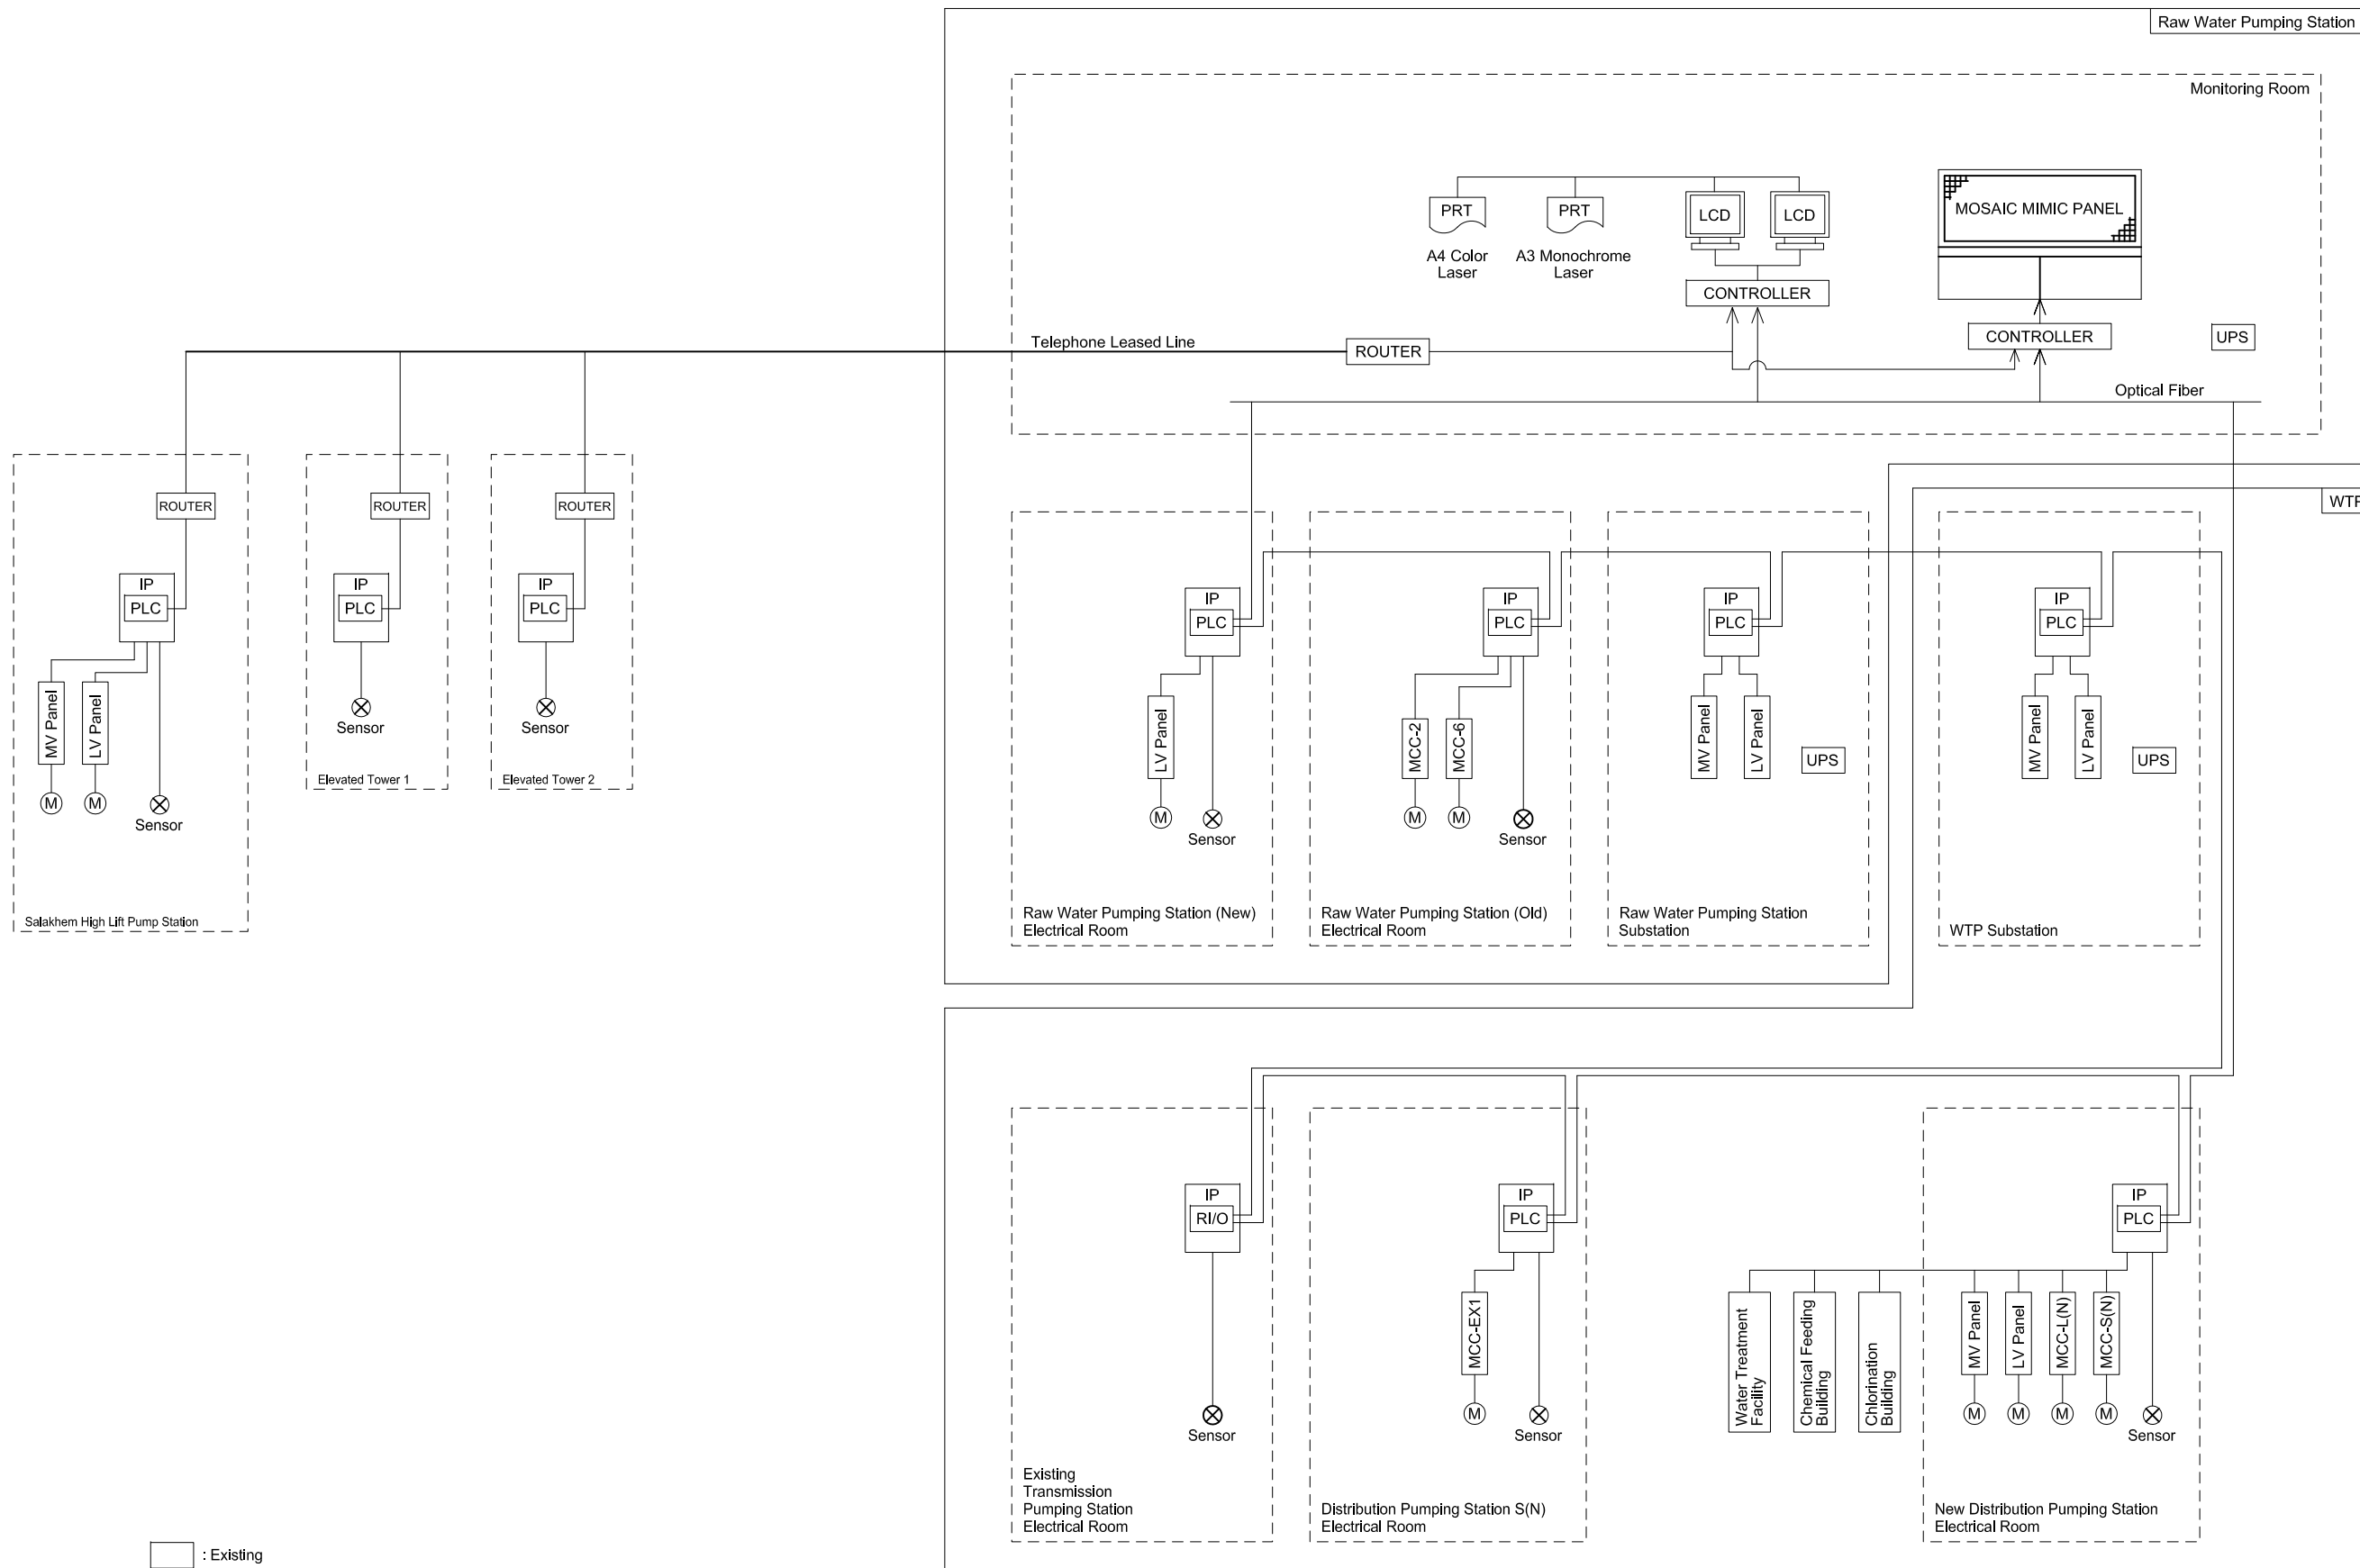 Raw Water Pumping Station
Monitoring Room
PRT
PRT
LCD
LCD
MOSAIC MIMIC PANEL
A4 Color
Laser
A3 Monochrome
Laser
CONTROLLER
CONTROLLER
UPS
Telephone Leased Line
ROUTER
Optical Fiber
ROUTER
ROUTER
ROUTER
IP
PLC
IP
PLC
IP
PLC
MV Panel
LV Panel
M
M
Sensor
Sensor
Sensor
Elevated Tower 1
Elevated Tower 2
Salakhem High Lift Pump Station
WTP
IP
PLC
LV Panel
M
Sensor
Raw Water Pumping Station (New)
Electrical Room
IP
PLC
MCC-2
MCC-6
M
M
Sensor
Raw Water Pumping Station (Old)
Electrical Room
IP
PLC
MV Panel
LV Panel
UPS
Raw Water Pumping Station
Substation
IP
PLC
MV Panel
LV Panel
UPS
WTP Substation
IP
RI/O
Sensor
Existing
Transmission
Pumping Station
Electrical Room
IP
PLC
MCC-EX1
M
Sensor
Distribution Pumping Station S(N)
Electrical Room
Water Treatment
Facility
Chemical Feeding
Building
Chlorination
Building
IP
PLC
MV Panel
LV Panel
MCC-L(N)
MCC-S(N)
M
M
M
M
Sensor
New Distribution Pumping Station
Electrical Room
: Existing